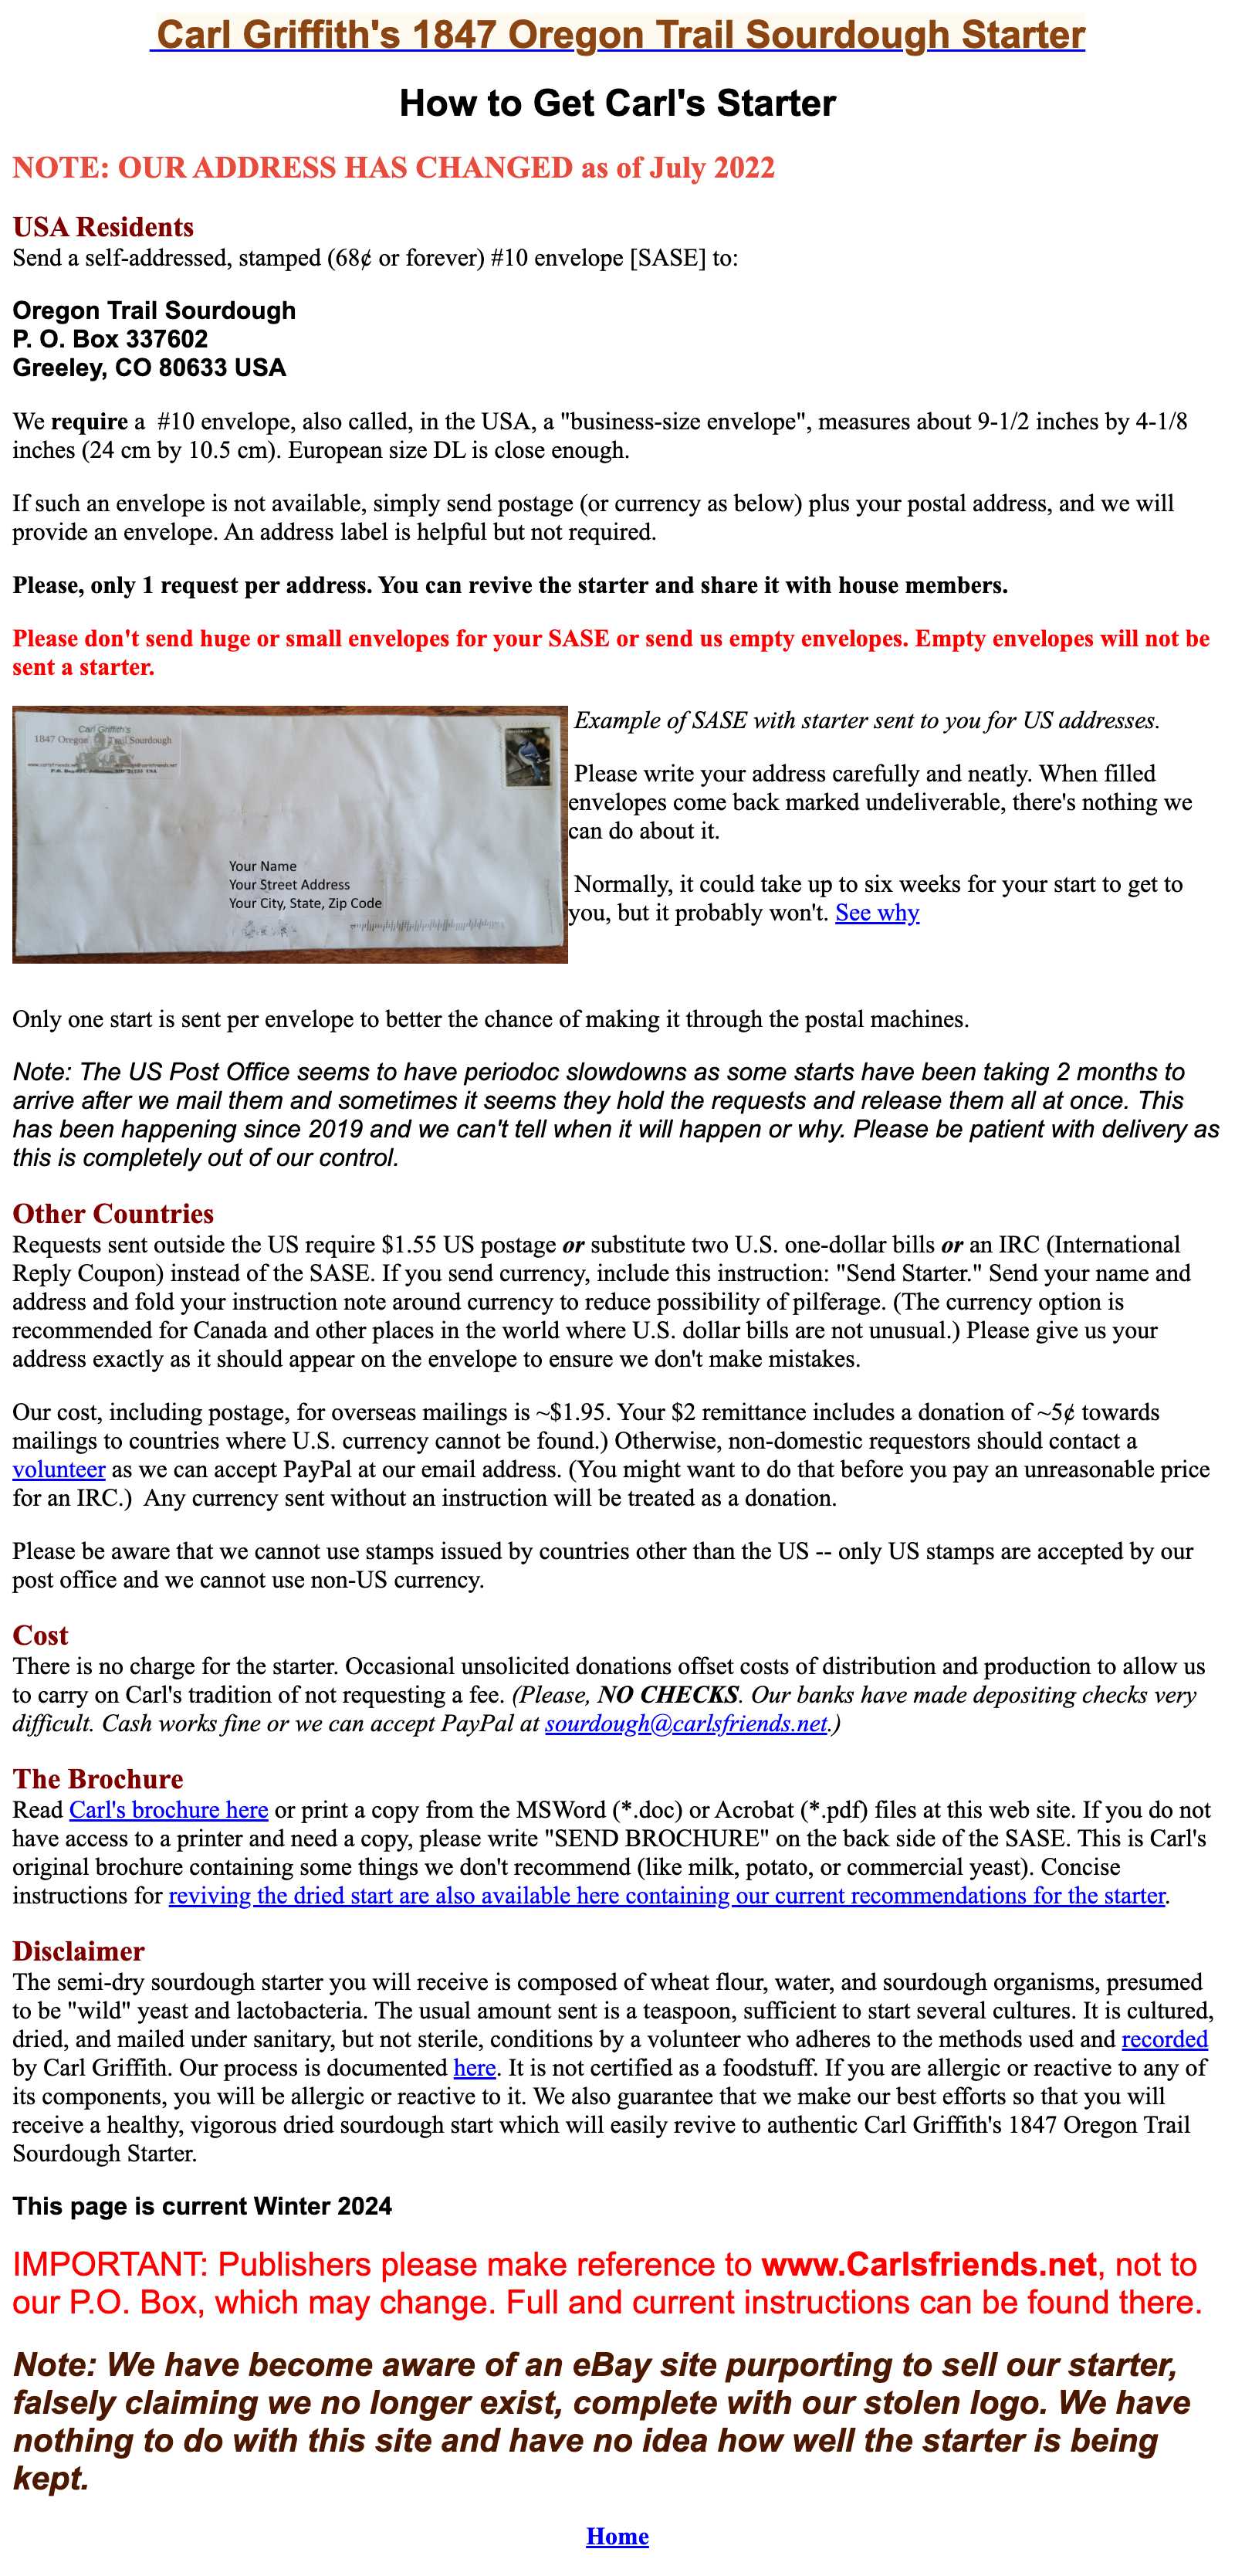 Carl Griffith's 1847 Oregon Trail Sourdough Starter
How to Get Carl's Starter
NOTE: OUR ADDRESS HAS CHANGED as of July 2022
USA Residents
Send a self-addressed, stamped (68¢ or forever) #10 envelope [SASE] to:
Oregon Trail Sourdough
P. O. Box 337602
Greeley, CO 80633 USA
We require a  #10 envelope, also called, in the USA, a "business-size envelope", measures about 9-1/2 inches by 4-1/8
inches (24 cm by 10.5 cm). European size DL is close enough.
If such an envelope is not available, simply send postage (or currency as below) plus your postal address, and we will
provide an envelope. An address label is helpful but not required.
Please, only 1 request per address. You can revive the starter and share it with house members.
Please don't send huge or small envelopes for your SASE or send us empty envelopes. Empty envelopes will not be
sent a starter.
Carl Griffith's
1847 Oregon Trail Sourdough
Your Name
Your Street Address
Your City, State, Zip Code
Example of SASE with starter sent to you for US addresses.
Please write your address carefully and neatly. When filled
envelopes come back marked undeliverable, there's nothing we
can do about it.
Normally, it could take up to six weeks for your start to get to
you, but it probably won't. See why
Only one start is sent per envelope to better the chance of making it through the postal machines.
Note: The US Post Office seems to have periodoc slowdowns as some starts have been taking 2 months to
arrive after we mail them and sometimes it seems they hold the requests and release them all at once. This
has been happening since 2019 and we can't tell when it will happen or why. Please be patient with delivery as
this is completely out of our control.
Other Countries
Requests sent outside the US require $1.55 US postage or substitute two U.S. one-dollar bills or an IRC (International
Reply Coupon) instead of the SASE. If you send currency, include this instruction: "Send Starter." Send your name and
address and fold your instruction note around currency to reduce possibility of pilferage. (The currency option is
recommended for Canada and other places in the world where U.S. dollar bills are not unusual.) Please give us your
address exactly as it should appear on the envelope to ensure we don't make mistakes.
Our cost, including postage, for overseas mailings is ~$1.95. Your $2 remittance includes a donation of ~5¢ towards
mailings to countries where U.S. currency cannot be found.) Otherwise, non-domestic requestors should contact a
volunteer as we can accept PayPal at our email address. (You might want to do that before you pay an unreasonable price
for an IRC.)  Any currency sent without an instruction will be treated as a donation.
Please be aware that we cannot use stamps issued by countries other than the US -- only US stamps are accepted by our
post office and we cannot use non-US currency.
Cost
There is no charge for the starter. Occasional unsolicited donations offset costs of distribution and production to allow us
to carry on Carl's tradition of not requesting a fee. (Please, NO CHECKS. Our banks have made depositing checks very
difficult. Cash works fine or we can accept PayPal at sourdough@carlsfriends.net.)
The Brochure
Read Carl's brochure here or print a copy from the MSWord (*.doc) or Acrobat (*.pdf) files at this web site. If you do not
have access to a printer and need a copy, please write "SEND BROCHURE" on the back side of the SASE. This is Carl's
original brochure containing some things we don't recommend (like milk, potato, or commercial yeast). Concise
instructions for reviving the dried start are also available here containing our current recommendations for the starter.
Disclaimer
The semi-dry sourdough starter you will receive is composed of wheat flour, water, and sourdough organisms, presumed
to be "wild" yeast and lactobacteria. The usual amount sent is a teaspoon, sufficient to start several cultures. It is cultured,
dried, and mailed under sanitary, but not sterile, conditions by a volunteer who adheres to the methods used and recorded
by Carl Griffith. Our process is documented here. It is not certified as a foodstuff. If you are allergic or reactive to any of
its components, you will be allergic or reactive to it. We also guarantee that we make our best efforts so that you will
receive a healthy, vigorous dried sourdough start which will easily revive to authentic Carl Griffith's 1847 Oregon Trail
Sourdough Starter.
This page is current Winter 2024
IMPORTANT: Publishers please make reference to www.Carlsfriends.net, not to
our P.O. Box, which may change. Full and current instructions can be found there.
Note: We have become aware of an eBay site purporting to sell our starter,
falsely claiming we no longer exist, complete with our stolen logo. We have
nothing to do with this site and have no idea how well the starter is being
kept.
Home